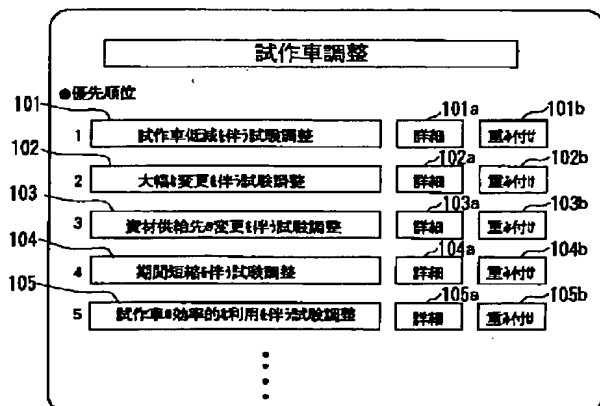 試作車調整
●優先順位
101 101a 101b
1 試作車低減を伴う試験調整 詳細 重み付け
102 102a 102b
2 大幅な変更を伴う試験調整 詳細 重み付け
103 103a 103b
3 資材供給先の変更を伴う試験調整 詳細 重み付け
104 104a 104b
4 期間短縮を伴う試験調整 詳細 重み付け
105 105a 105b
5 試作車の効率的な利用を伴う試験調整 詳細 重み付け